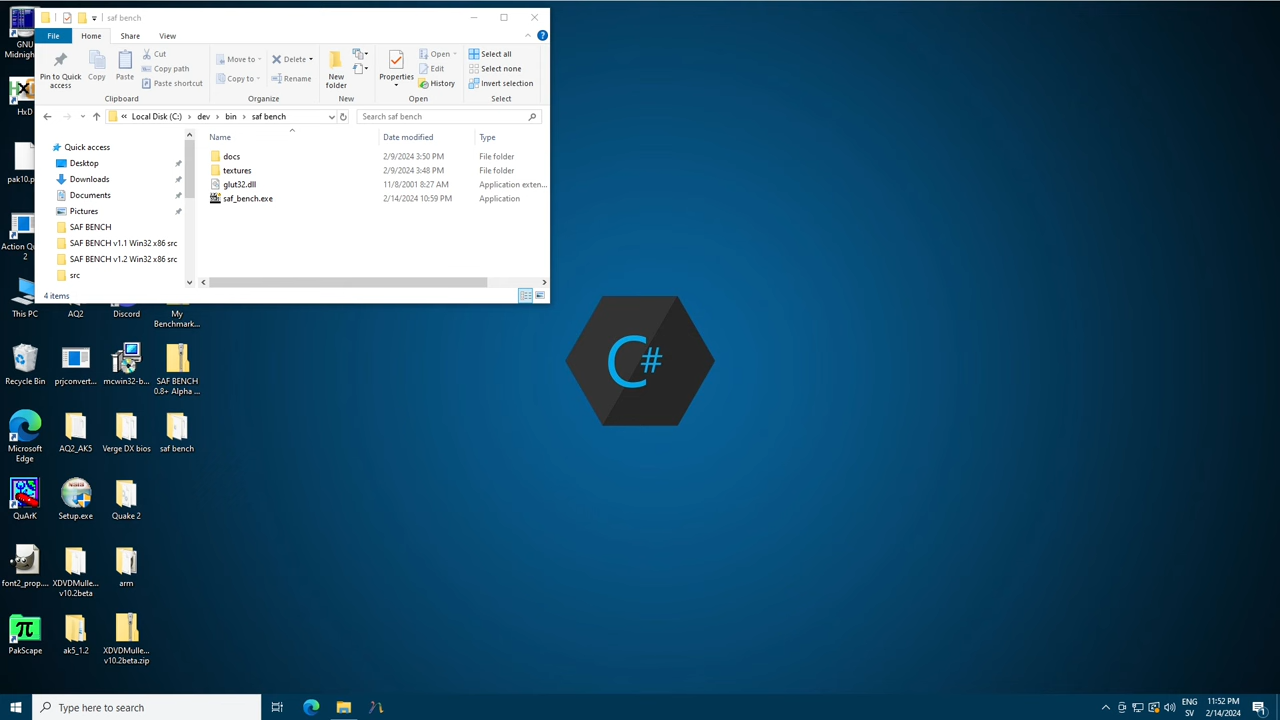 saf bench
File
Home
Share
View
Pin to Quick
access
Copy
Paste
Cut
Copy path
Paste shortcut
Clipboard
Move to
Copy to
Delete
Rename
Organize
New
folder
New
Properties
Open
Edit
History
Open
Select all
Select none
Invert selection
Select
Local Disk (C:)
dev
bin
saf bench
Search saf bench
Quick access
Desktop
Downloads
Documents
Pictures
SAF BENCH
SAF BENCH v1.1 Win32 x86 src
SAF BENCH v1.2 Win32 x86 src
src
Name
Date modified
Type
docs
2/9/2024 3:50 PM
File folder
textures
2/9/2024 3:48 PM
File folder
glut32.dll
11/8/2001 8:27 AM
Application exten...
saf_bench.exe
2/14/2024 10:59 PM
Application
4 items
GNU
Midnigh
HxD
pak10.p
Action Qu
2
This PC
AQ2
Discord
My
Benchmark...
Recycle Bin
prjconvert...
mcwin32-b...
SAF BENCH
0.8+ Alpha ...
Microsoft
Edge
AQ2_AK5
Verge DX bios
saf bench
QuArK
Setup.exe
Quake 2
font2_prop....
XDVDMulle...
v10.2beta
arm
PakScape
ak5_1.2
XDVDMulle...
v10.2beta.zip
C#
Type here to search
ENG
SV
11:52 PM
2/14/2024
1